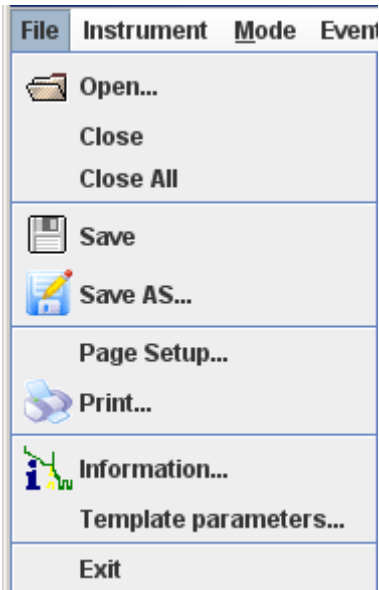 File Instrument Mode Event
Open...
Close
Close All
Save
Save AS...
Page Setup...
Print...
Information...
Template parameters...
Exit